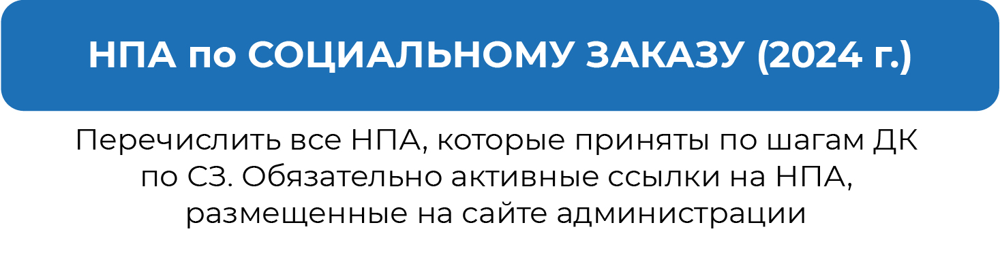 НПА по СОЦИАЛЬНОМУ ЗАКАЗУ (2024 г.)
Перечислить все НПА, которые приняты по шагам ДК
по СЗ. Обязательно активные ссылки на НПА,
размещенные на сайте администрации